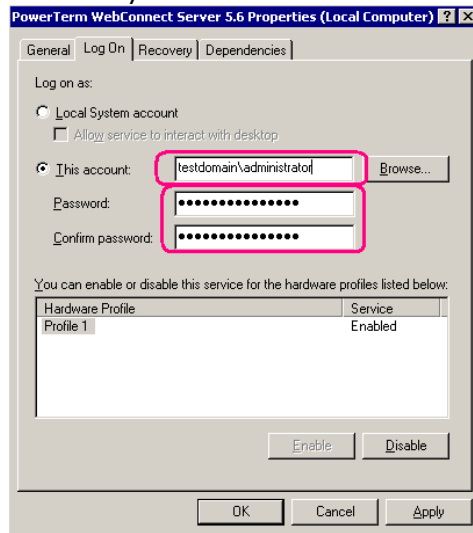 PowerTerm WebConnect Server 5.6 Properties (Local Computer)
General Log On Recovery Dependencies
Log on as:
Local System account
Allow service to interact with desktop
This account: testdomain\administrator Browse...
Password: •••••••••••••••
Confirm password: •••••••••••••••
You can enable or disable this service for the hardware profiles listed below:
Hardware Profile Service
Profile 1 Enabled
Enable Disable
OK Cancel Apply